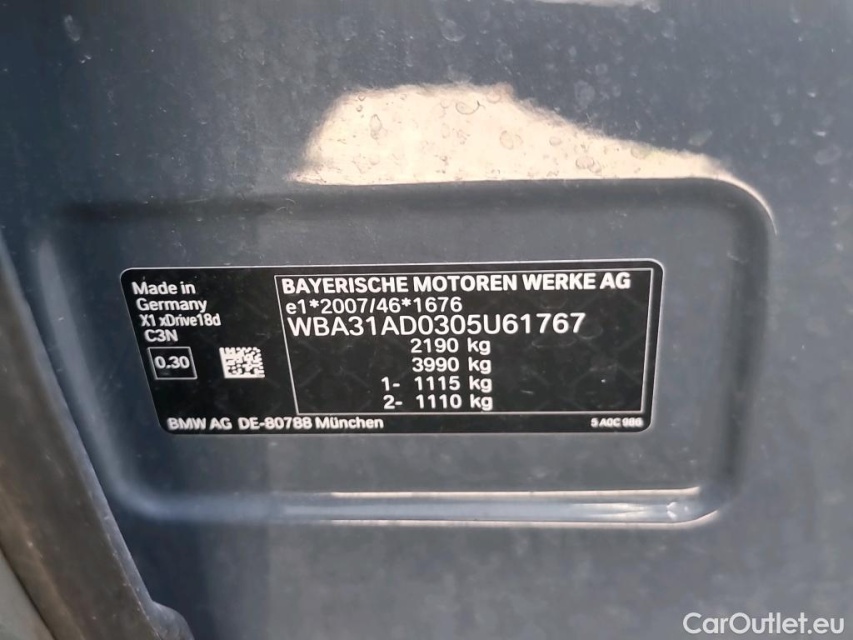 Made in
Germany
X1 xDrive18d
C3N
0.30
BAYERISCHE MOTOREN WERKE AG
e1*2007/46*1676
WBA31AD0305U61767
2190 kg
3990 kg
1- 1115 kg
2- 1110 kg
BMW AG DE-80788 München
5 A0C 986
CarOutlet.eu